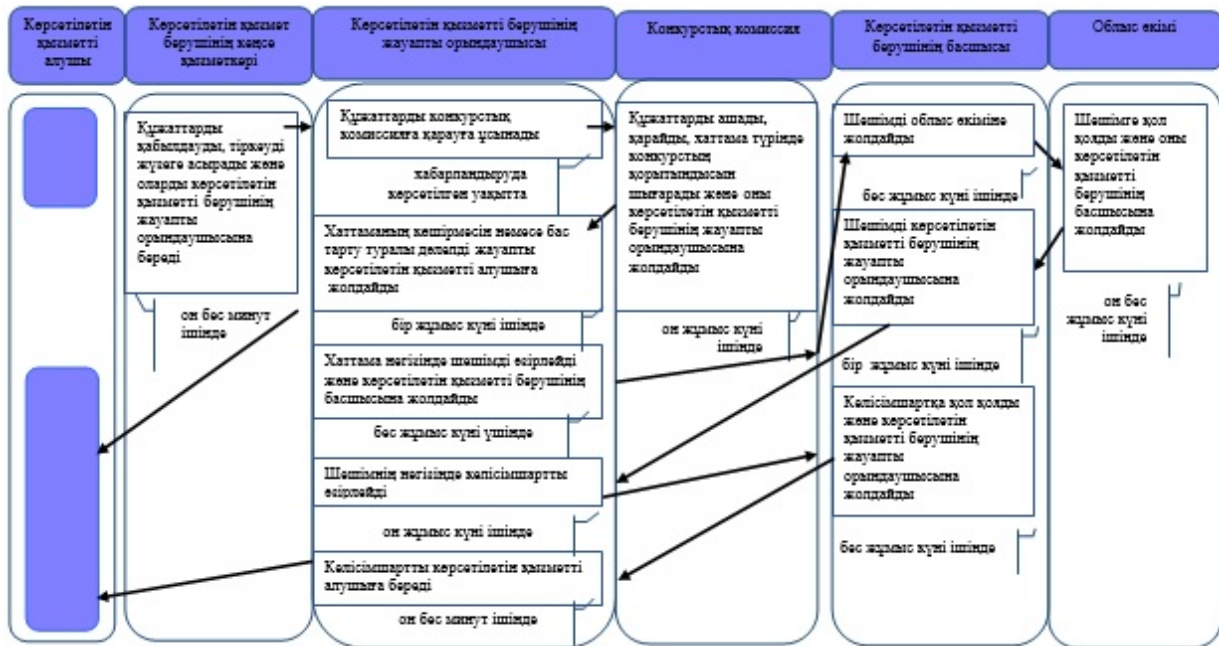 Көрсетілетін
қызметті
алушы
Көрсетілетін қызмет
берушінің кеңсе
қызметкері
Көрсетілетін қызметті берушінің
жауапты орындаушысы
Конкурстық комиссия
Көрсетілетін қызметті
берушінің басшысы
Облыс әкімі
Құжаттарды
қабылдауды, тіркеуді
жүзеге асырады және
оларды көрсетілетін
қызметті берушінің
жауапты
орындаушысына
береді
он бес минут
ішінде
Құжаттарды конкурстық
комиссияға қарауға ұсынады
хабарландыруда
көрсетілген уақытта
Хаттаманың көшірмесін немесе бас
тарту туралы дәлелді жауапты
көрсетілетін қызметті алушыға
жолдайды
бір жұмыс күні ішінде
Хаттама негізінде шешімді әзірлейді
және көрсетілетін қызметті берушінің
басшысына жолдайды
бес жұмыс күні үшінде
Шешімнің негізінде келісімшартты
әзірлейді
он жұмыс күні ішінде
Келісімшартты көрсетілетін қызметті
алушыға береді
он бес минут ішінде
Құжаттарды ашады,
қарайды, хаттама түрінде
конкурстың
қорытындысын
шығарады және оны
көрсетілетін қызметті
берушінің жауапты
орындаушысына
жолдайды
он жұмыс күні
ішінде
Шешімді облыс әкіміне
жолдайды
бес жұмыс күні ішінде
Шешімді көрсетілетін
қызметті берушінің
жауапты
орындаушысына
жолдайды
бір жұмыс күні ішінде
Келісімшартқа қол қояды
және көрсетілетін
қызметті берушінің
жауапты
орындаушысына
жолдайды
бес жұмыс күні ішінде
Шешімге қол
қояды және оны
көрсетілетін
қызметті
берушінің
басшысына
жолдайды
он бес
жұмыс күні
ішінде